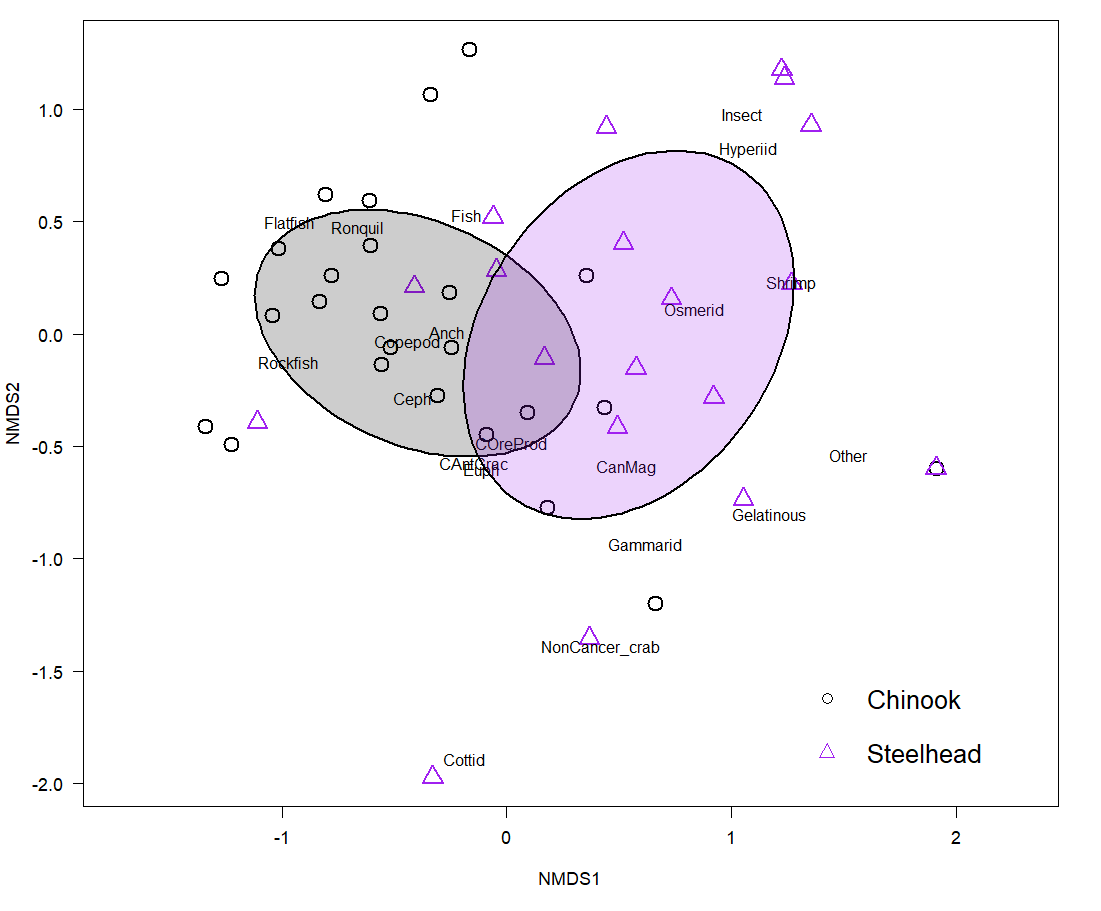 1.0
0.5
0.0
-0.5
-1.0
-1.5
-2.0
NMDS2
Insect
Hyperiid
Fish
Flatfish
Ronquil
Shrimp
Osmerid
Anch
Copepod
Rockfish
Ceph
COreProd
CAntGrac
Euph
CanMag
Other
Gelatinous
Gammarid
NonCancer_crab
Cottid
Chinook
Steelhead
-1
0
1
2
NMDS1